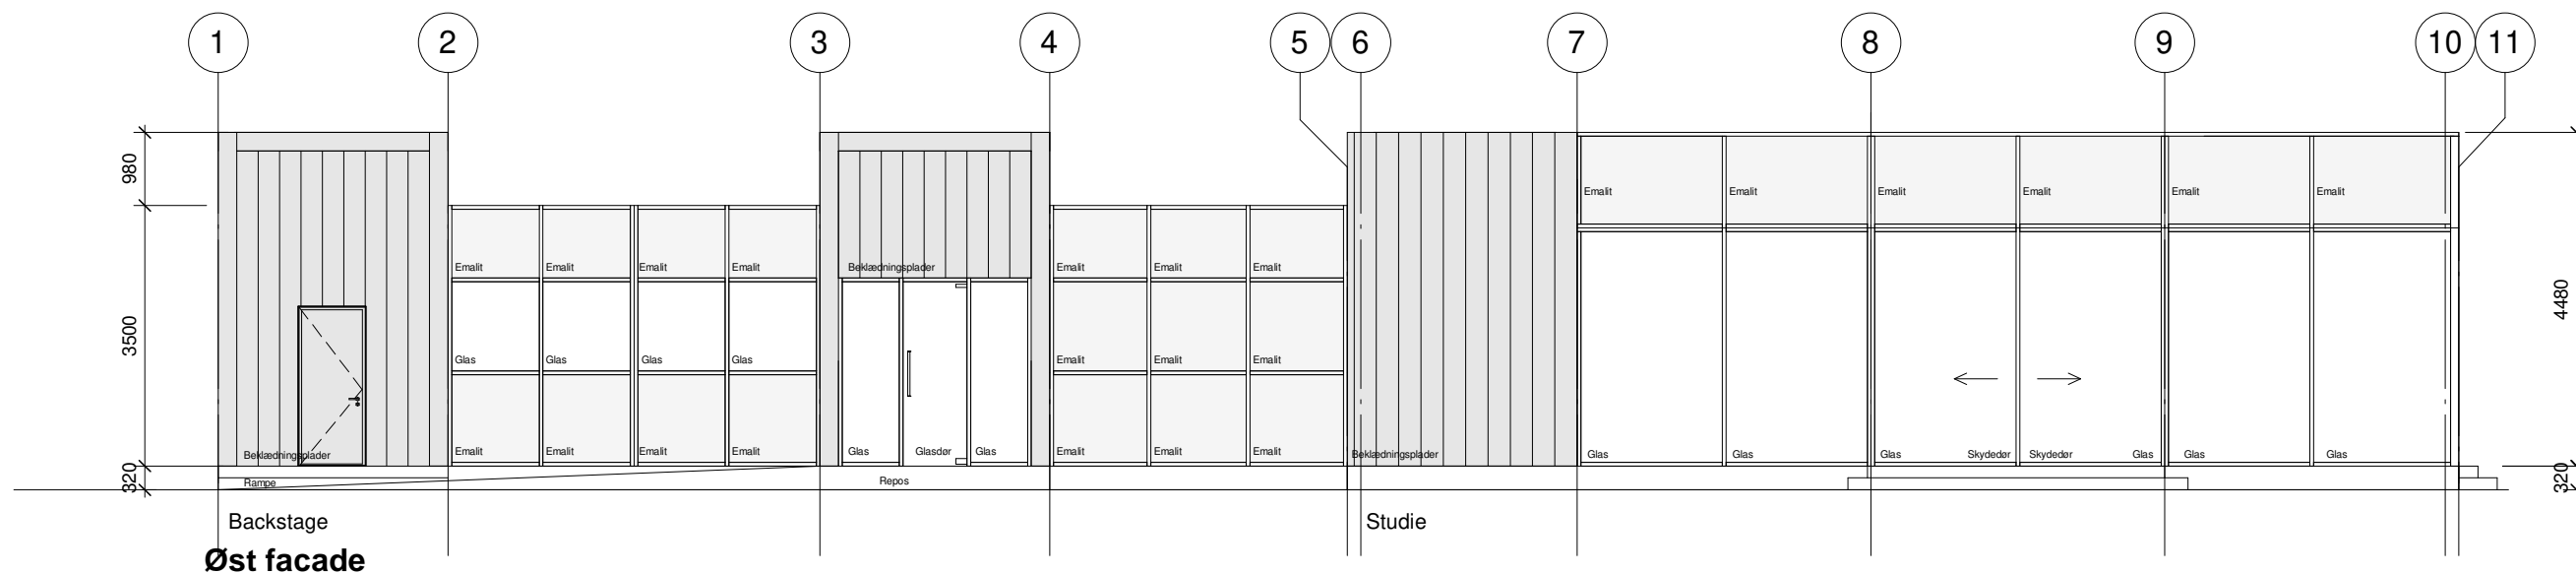 1 2 3 4 5 6 7 8 9 10 11
980
Emalit Emalit Emalit Emalit Emalit Emalit
Emalit Emalit Emalit Emalit Beklædningsplader Emalit Emalit Emalit
3500
4480
Glas Glas Glas Glas Emalit Emalit Emalit
Beklædningsplader Emalit Emalit Emalit Emalit Glas Glasdør Glas Emalit Emalit Emalit Beklædningsplader Glas Glas Glas Skydedør Skydedør Glas Glas Glas
320 Rampe Repos 320
Backstage Studie
Øst facade